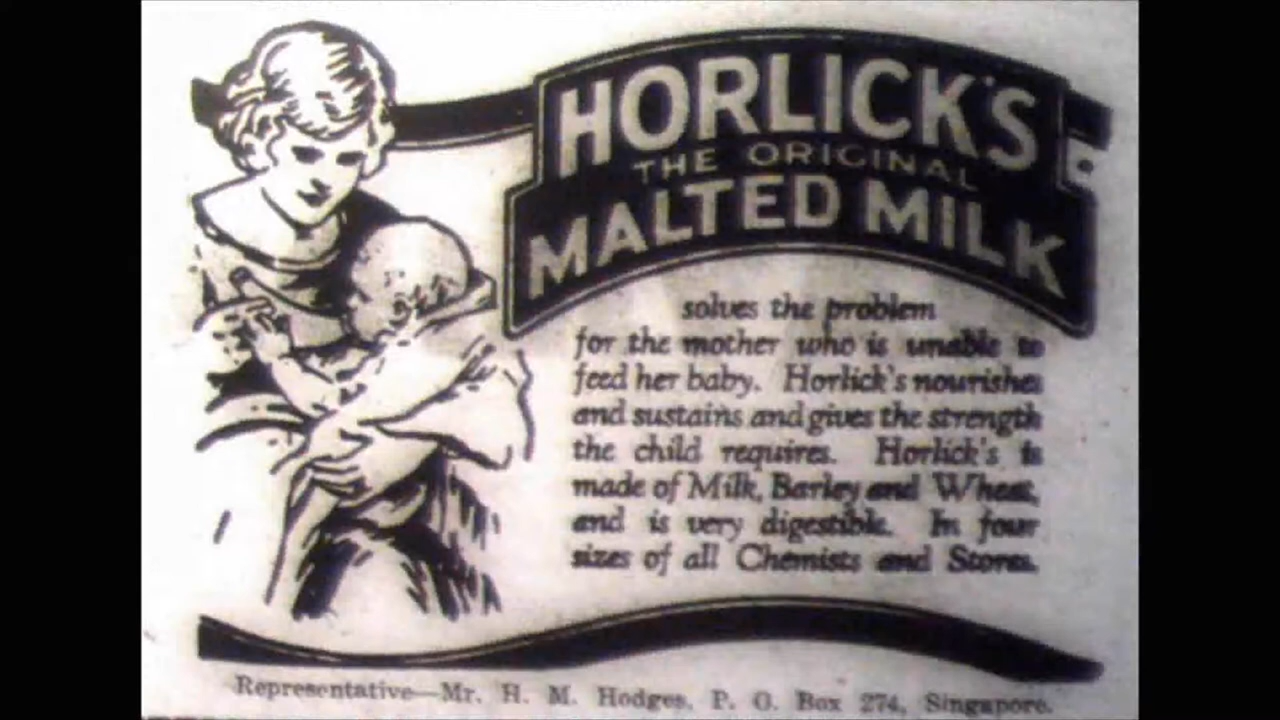 HORLICK'S
THE ORIGINAL
MALTED MILK
solves the problem
for the mother who is unable to
feed her baby. Horlick's nourishes
and sustains and gives the strength
the child requires. Horlick's is
made of Milk, Barley and Wheat,
and is very digestible. In four
sizes of all Chemists and Stores.
Representative—Mr. H. M. Hodges, P. O. Box 274, Singapore.